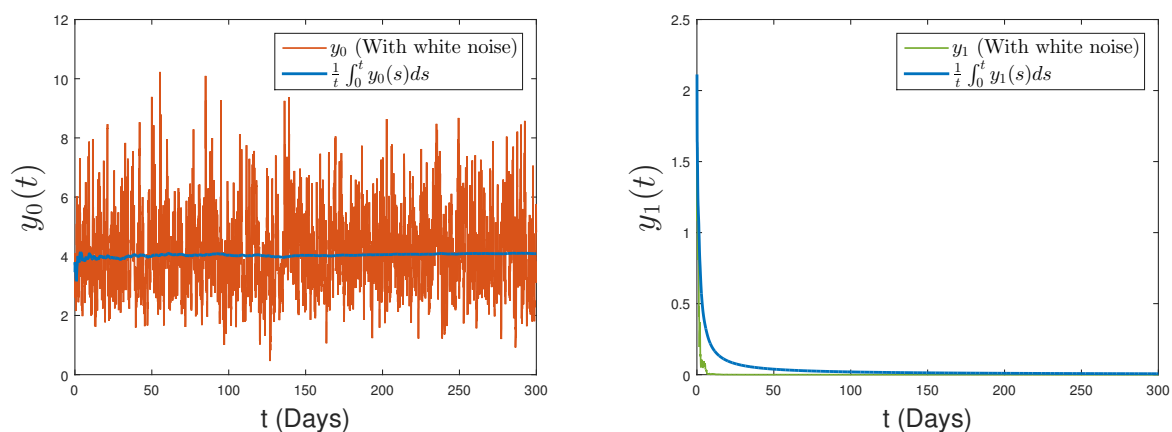 12
10
8
6
4
2
0
y₀(t)
y₀ (With white noise)
1/t ∫₀ᵗ y₀(s)ds
0 50 100 150 200 250 300
t (Days)
2.5
2
1.5
1
0.5
0
y₁(t)
y₁ (With white noise)
1/t ∫₀ᵗ y₁(s)ds
0 50 100 150 200 250 300
t (Days)